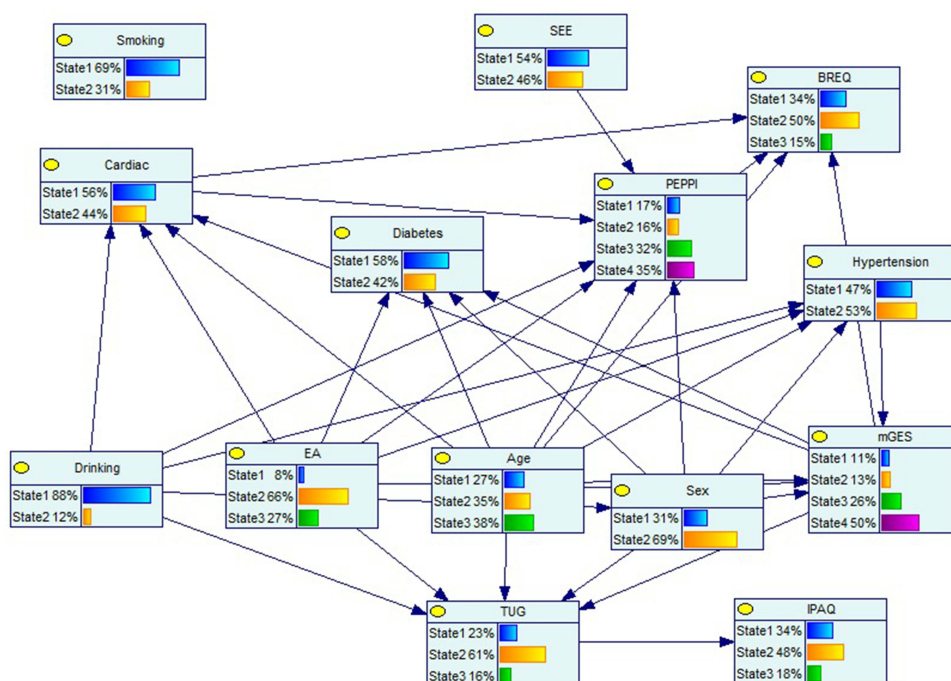 Smoking
State1 69%
State2 31%
SEE
State1 54%
State2 46%
BREQ
State1 34%
State2 50%
State3 15%
Cardiac
State1 56%
State2 44%
PEPPI
State1 17%
State2 16%
State3 32%
State4 35%
Diabetes
State1 58%
State2 42%
Hypertension
State1 47%
State2 53%
mGES
State1 11%
State2 13%
State3 26%
State4 50%
Drinking
State1 88%
State2 12%
EA
State1 8%
State2 66%
State3 27%
Age
State1 27%
State2 35%
State3 38%
Sex
State1 31%
State2 69%
TUG
State1 23%
State2 61%
State3 16%
IPAQ
State1 34%
State2 48%
State3 18%